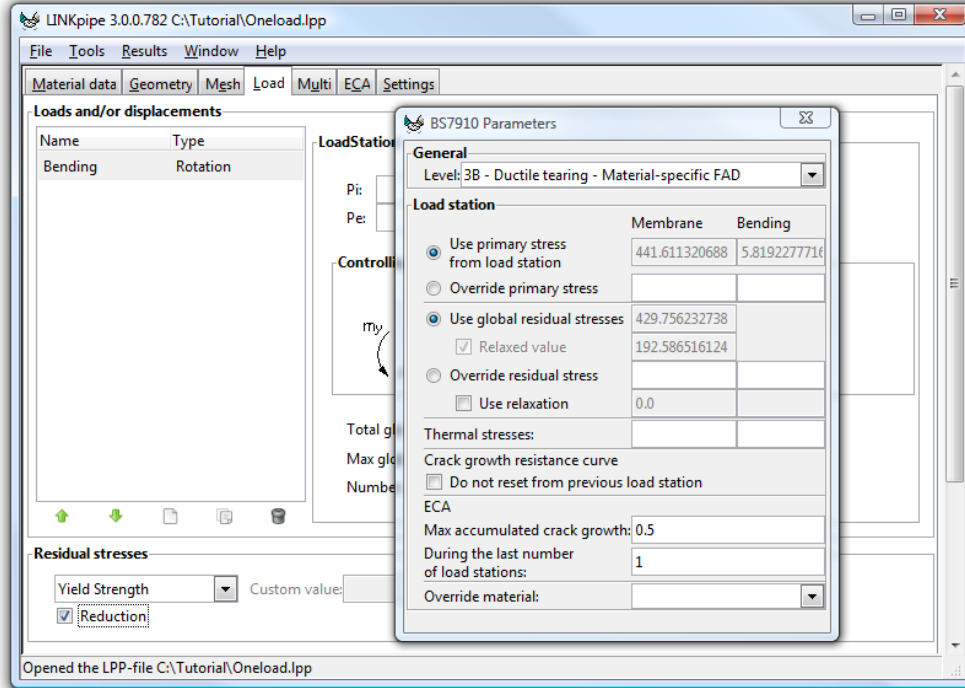 LINKpipe 3.0.0.782 C:\Tutorial\Oneload.lpp
File Tools Results Window Help
Material data Geometry Mesh Load Multi ECA Settings
Loads and/or displacements
Name Type
Bending Rotation
LoadStation
Pi:
Pe:
Controlli
my
Total gl
Max glo
Numbe
Residual stresses
Yield Strength Custom value:
Reduction
Opened the LPP-file C:\Tutorial\Oneload.lpp
BS7910 Parameters
General
Level: 3B - Ductile tearing - Material-specific FAD
Load station
Membrane Bending
Use primary stress
from load station 441.611320688 5.8192277716
Override primary stress
Use global residual stresses 429.756232738
Relaxed value 192.586516124
Override residual stress
Use relaxation 0.0
Thermal stresses:
Crack growth resistance curve
Do not reset from previous load station
ECA
Max accumulated crack growth: 0.5
During the last number
of load stations: 1
Override material: